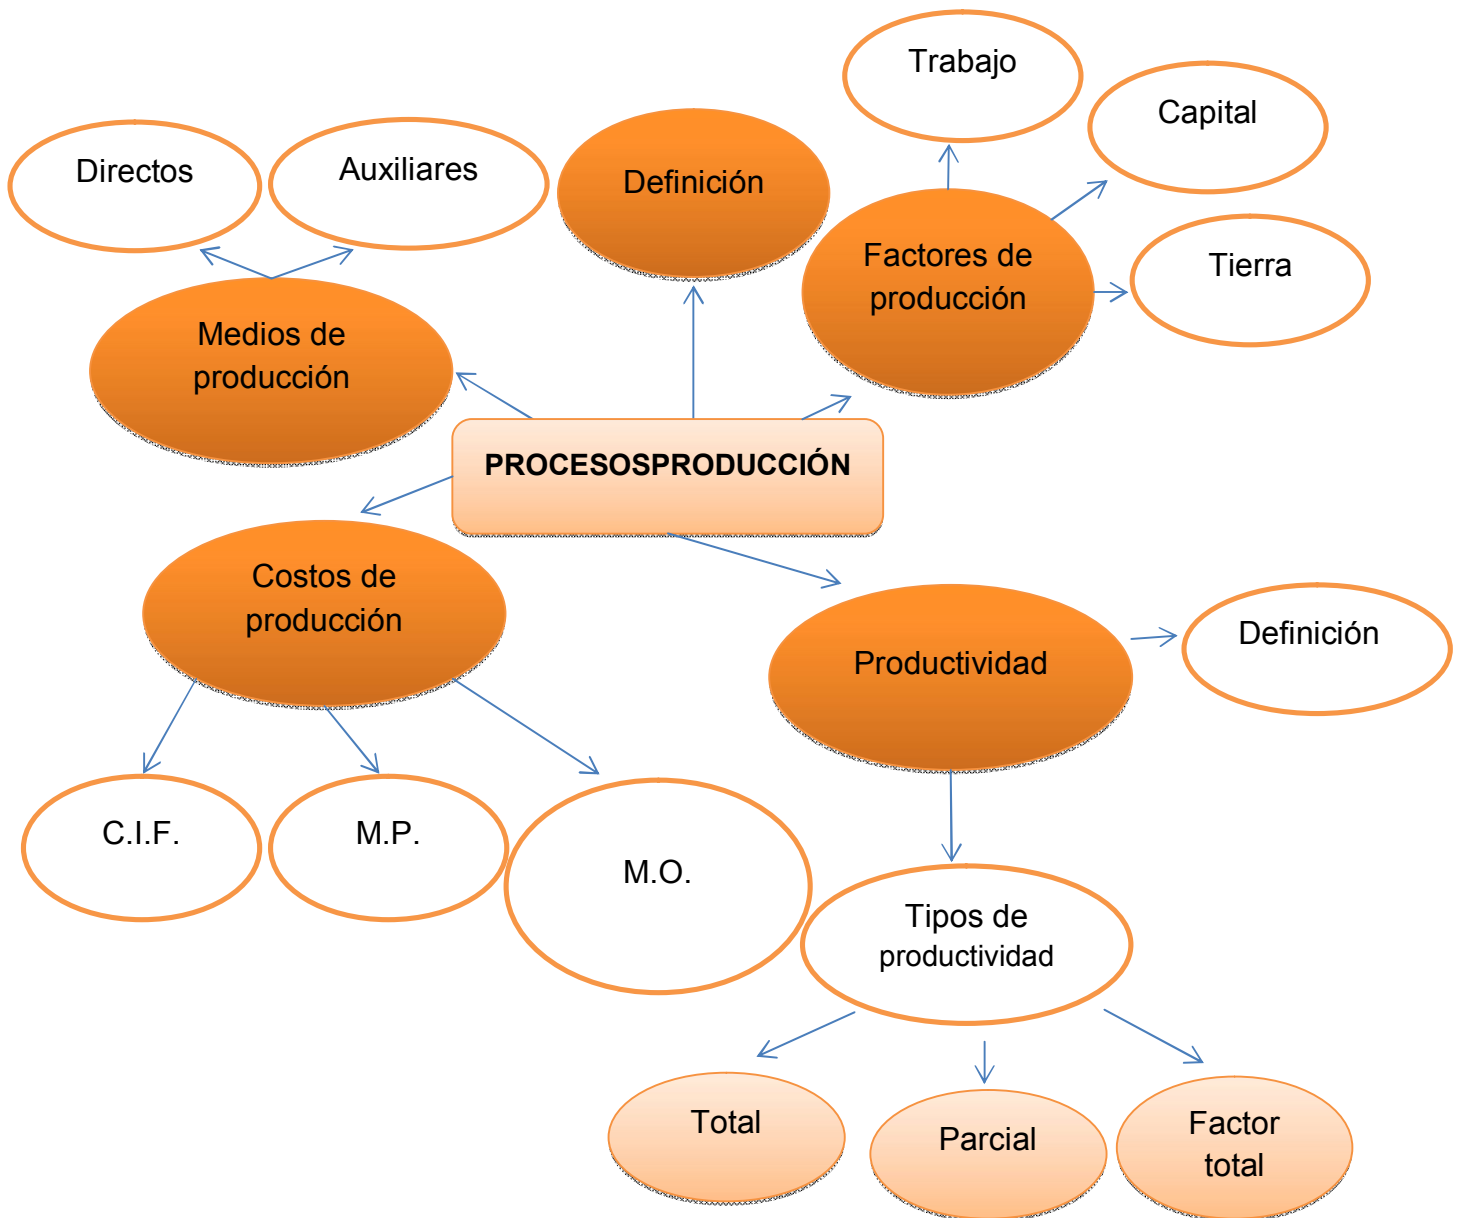 Trabajo
Capital
Directos
Auxiliares
Definición
Factores de
producción
Tierra
Medios de
producción
PROCESOSPRODUCCIÓN
Costos de
producción
Productividad
Definición
C.I.F.
M.P.
M.O.
Tipos de
productividad
Total
Parcial
Factor
total